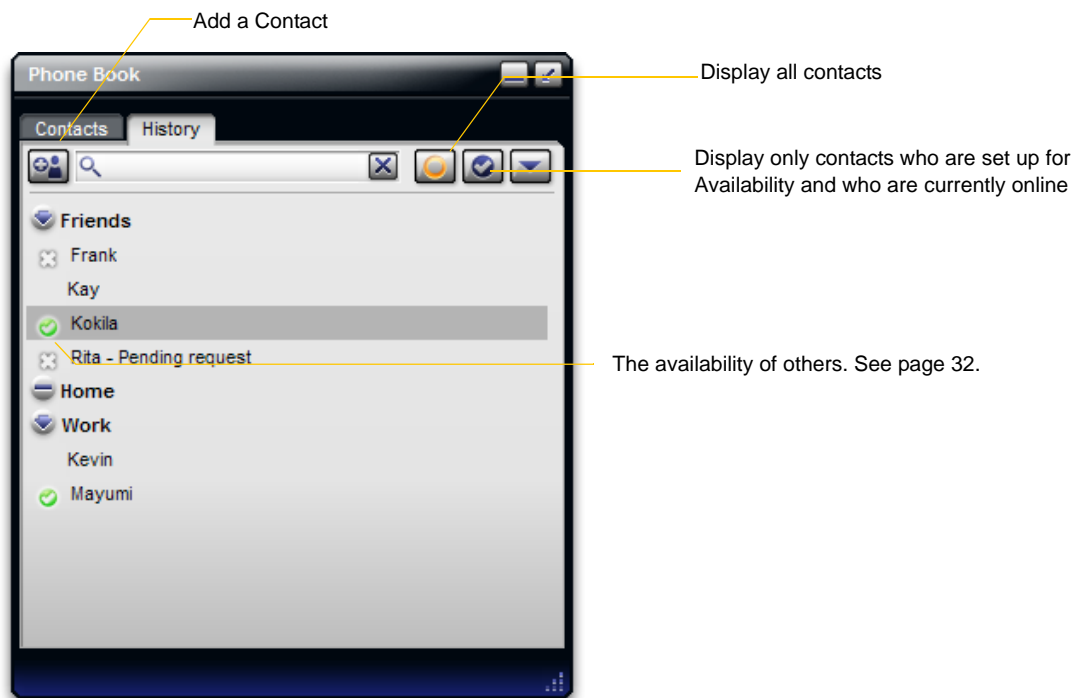 Add a Contact
Phone Book
Display all contacts
Contacts
History
Display only contacts who are set up for
Availability and who are currently online
Friends
Frank
Kay
Kokila
Rita - Pending request
The availability of others. See page 32.
Home
Work
Kevin
Mayumi